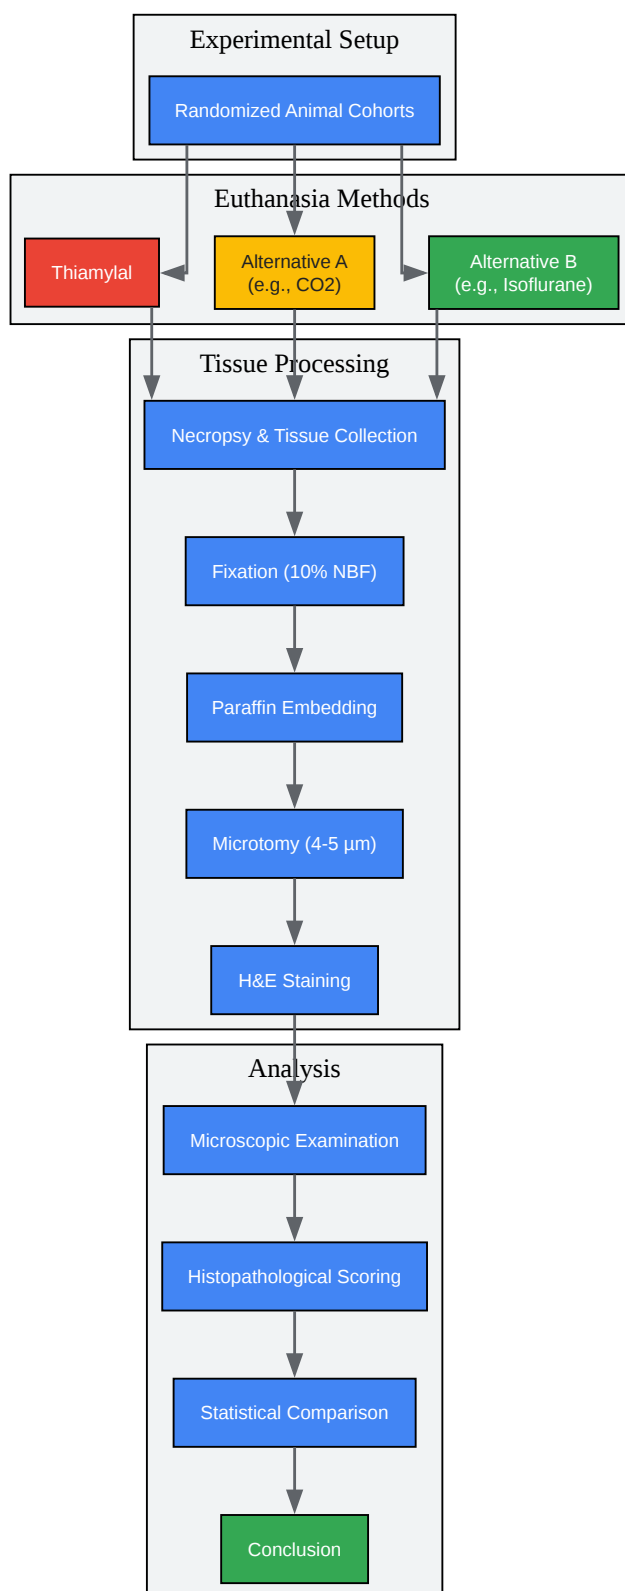 Experimental Setup
Randomized Animal Cohorts
Euthanasia Methods
Thiamylal
Alternative A
(e.g., CO2)
Alternative B
(e.g., Isoflurane)
Tissue Processing
Necropsy & Tissue Collection
Fixation (10% NBF)
Paraffin Embedding
Microtomy (4-5 µm)
H&E Staining
Analysis
Microscopic Examination
Histopathological Scoring
Statistical Comparison
Conclusion